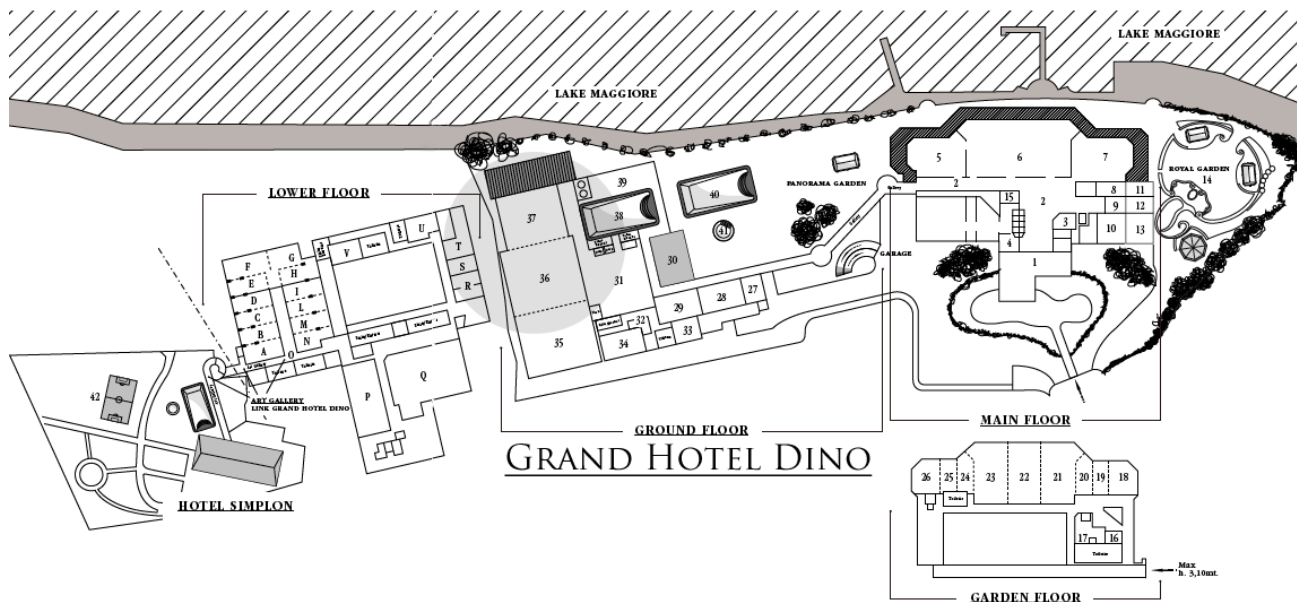 LAKE MAGGIORE
LAKE MAGGIORE
LOWER FLOOR
PANORAMA GARDEN
ROYAL GARDEN
14
5
6
7
2
2
15
8
11
9
12
3
10
13
4
1
39
40
37
38
41
GARAGE
36
31
30
29
28
27
32
33
35
34
F
G
E
H
D
I
C
L
B
M
A
N
O
V
U
T
S
R
P
Q
42
ART GALLERY
LINK GRAND HOTEL DINO
HOTEL SIMPLON
GROUND FLOOR
GRAND HOTEL DINO
MAIN FLOOR
26
25
24
23
22
21
20
19
18
17
16
Max
h. 3,10mt.
GARDEN FLOOR